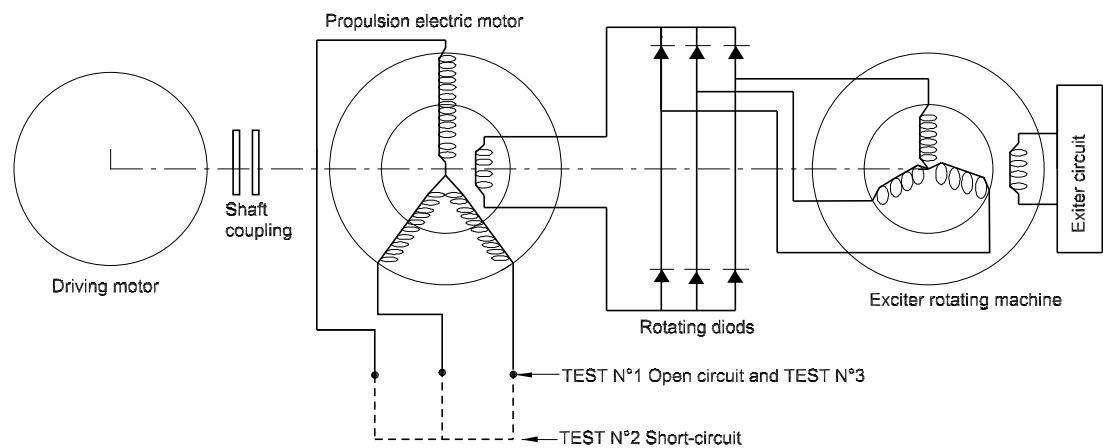 Propulsion electric motor
Shaft
coupling
Driving motor
Rotating diods
Exciter rotating machine
Exiter circuit
TEST N°1 Open circuit and TEST N°3
TEST N°2 Short-circuit